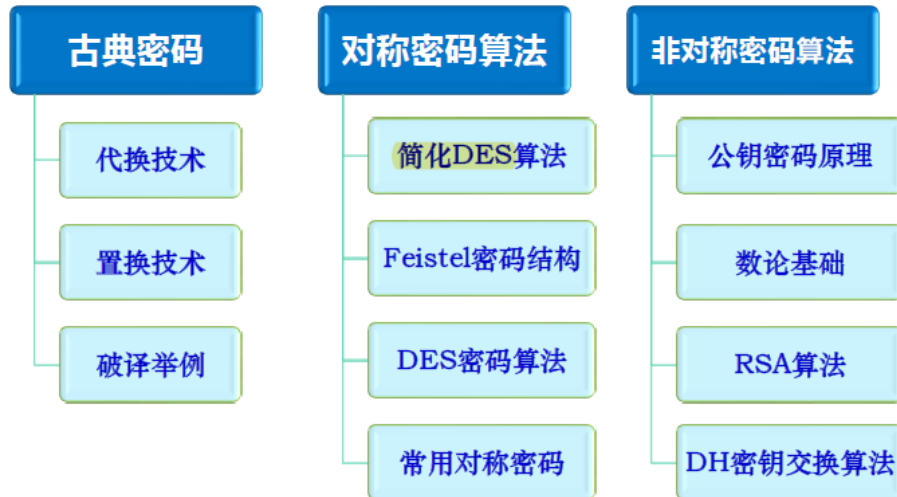 古典密码
代换技术
置换技术
破译举例
对称密码算法
简化DES算法
Feistel密码结构
DES密码算法
常用对称密码
非对称密码算法
公钥密码原理
数论基础
RSA算法
DH密钥交换算法